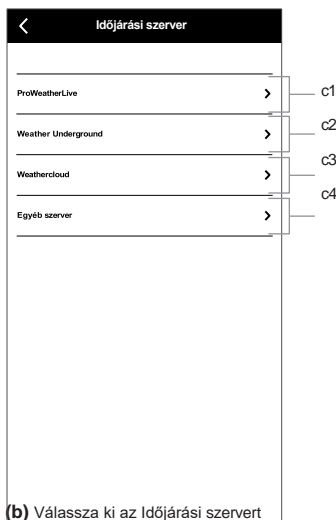 Időjárási szerver
ProWeatherLive
c1
Weather Underground
c2
Weathercloud
c3
Egyéb szerver
c4
(b) Válassza ki az Időjárási szervert